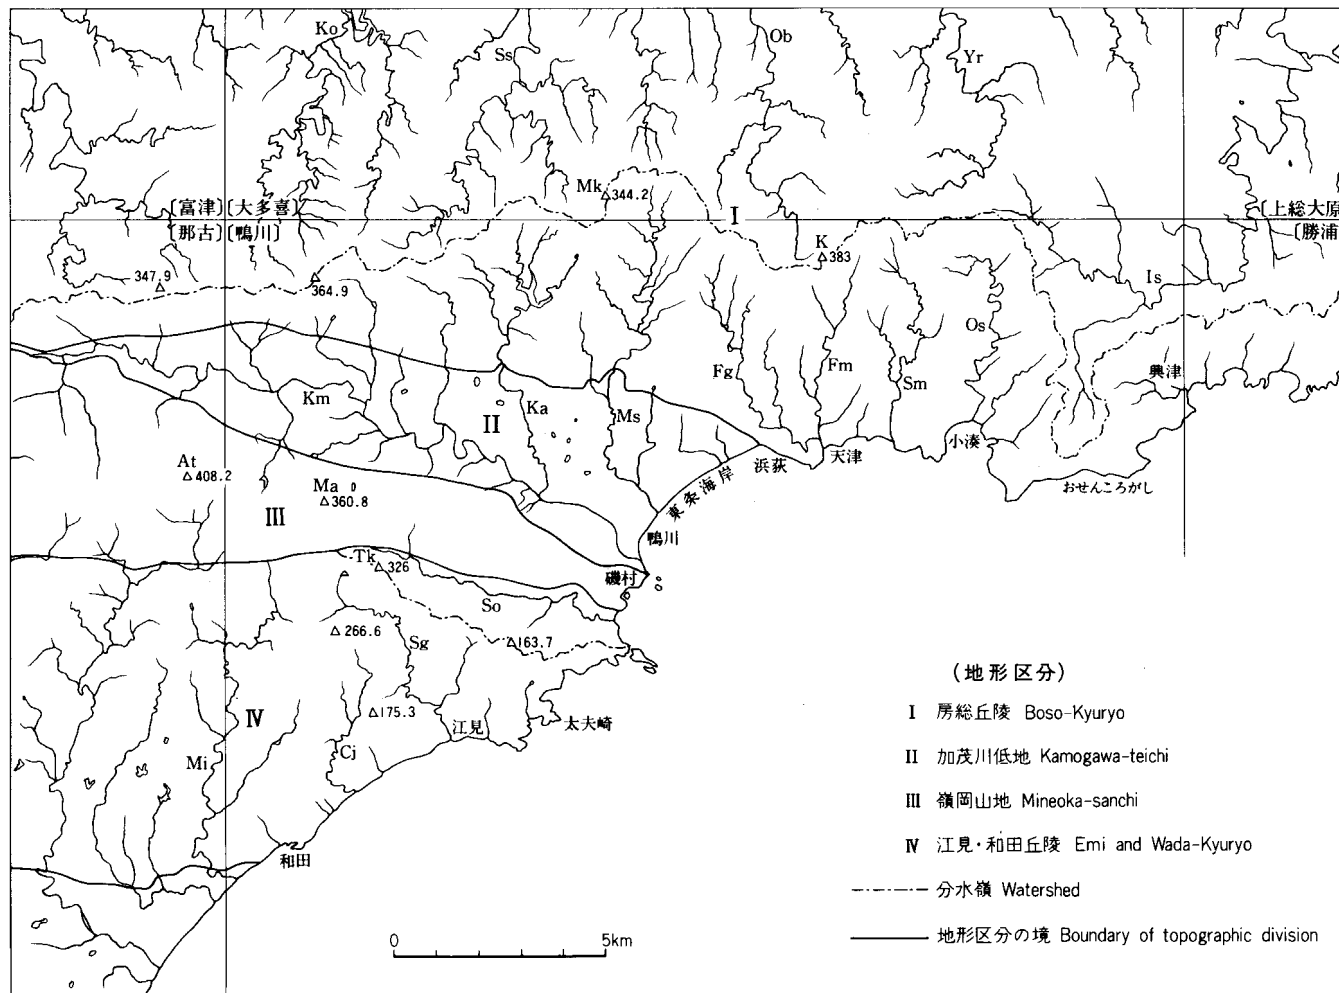 Ko
Ss
Ob
Yr
Mk
344.2
〔富津〕〔大多喜〕
I
〔上総大原
〔那古〕〔鴨川〕
K
383
〔勝浦
347.9
364.9
Is
Os
Fg
Fm
Sm
興津
Km
II
Ka
Ms
小湊
天津
浜荻
At
408.2
Ma
360.8
東条海岸
おせんころがし
III
鴨川
Tk
326
磯村
So
266.6
Sg
163.7
175.3
IV
江見
太夫崎
Mi
Cj
和田
(地形区分)
I 房総丘陵 Boso-Kyuryo
II 加茂川低地 Kamogawa-teichi
III 嶺岡山地 Mineoka-sanchi
IV 江見・和田丘陵 Emi and Wada-Kyuryo
分水嶺 Watershed
地形区分の境 Boundary of topographic division
0 5km